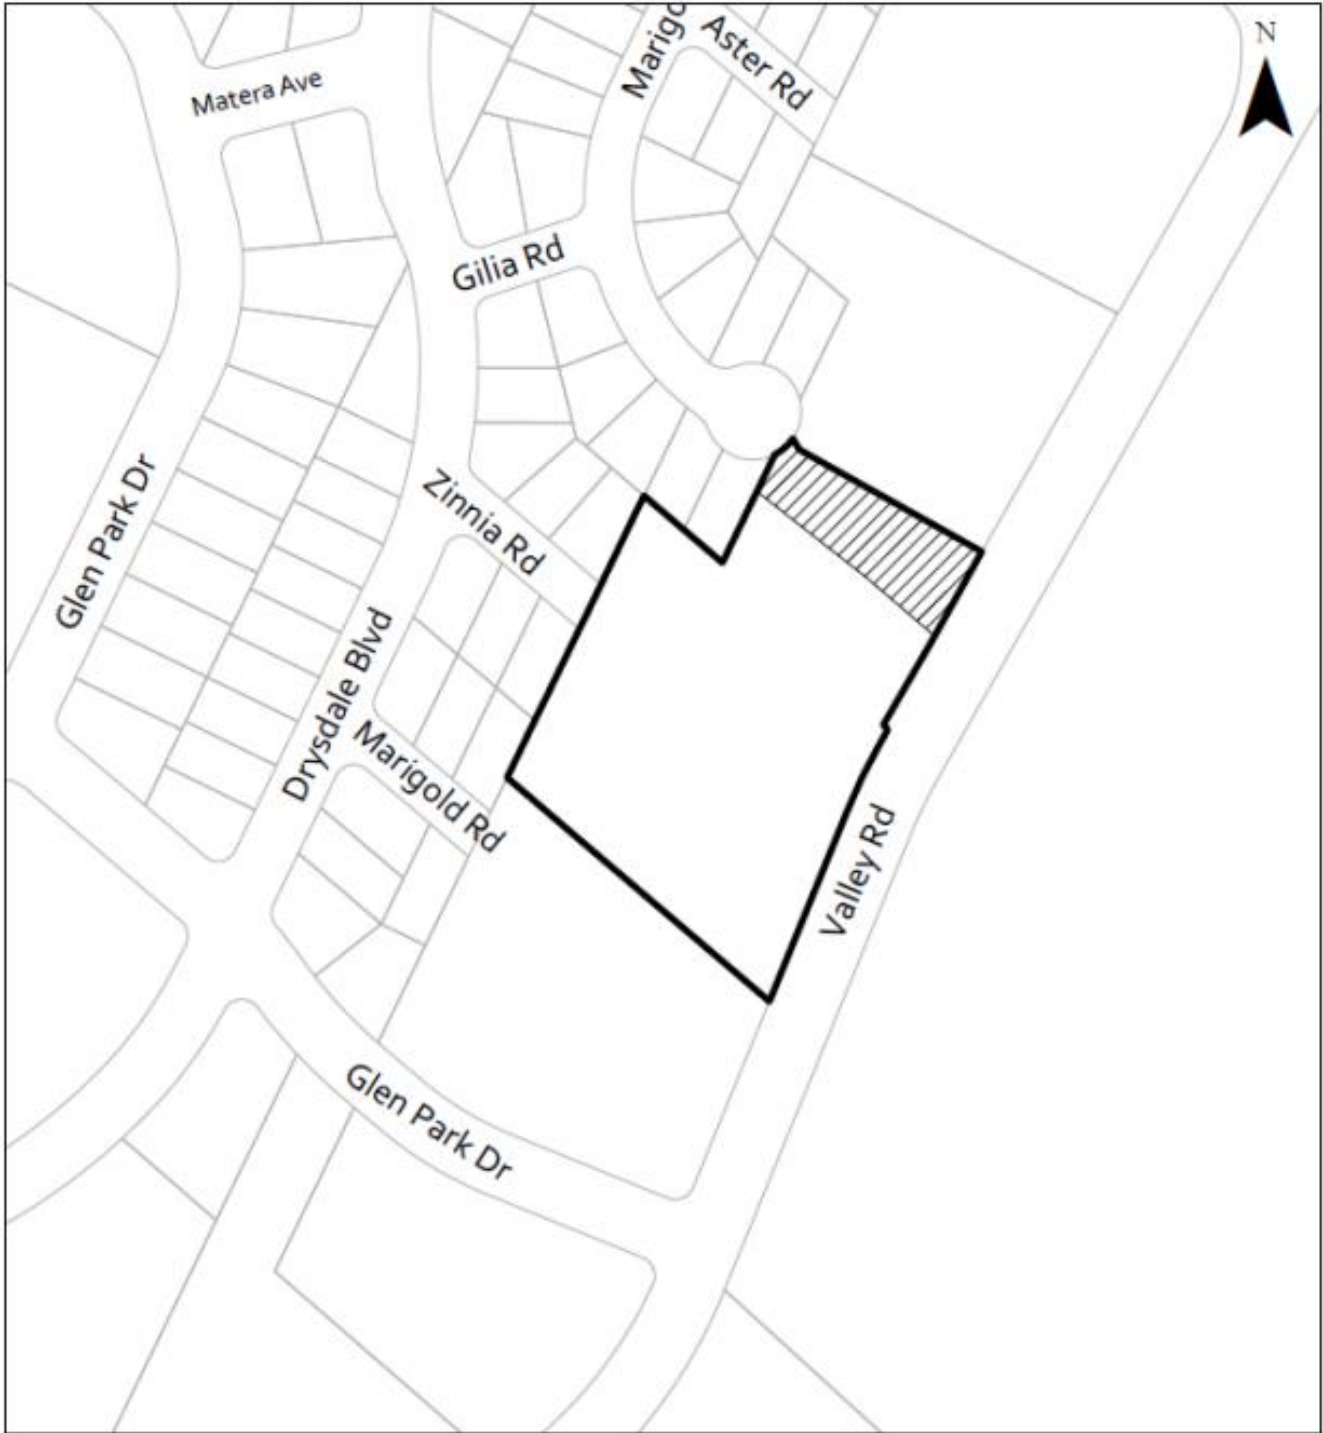 Marigo
Aster Rd
N
Matera Ave
Gilia Rd
Zinnia Rd
Glen Park Dr
Drysdale Blvd
Marigold Rd
Valley Rd
Glen Park Dr